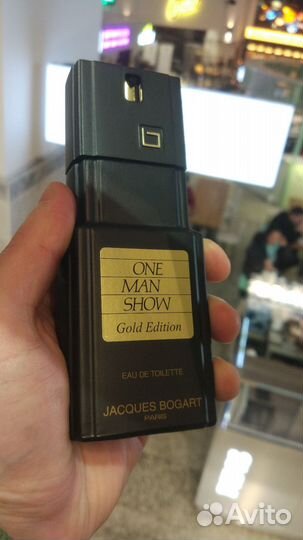 ONE
MAN
SHOW
Gold Edition
EAU DE TOILETTE
JACQUES BOGART
PARIS
Avito